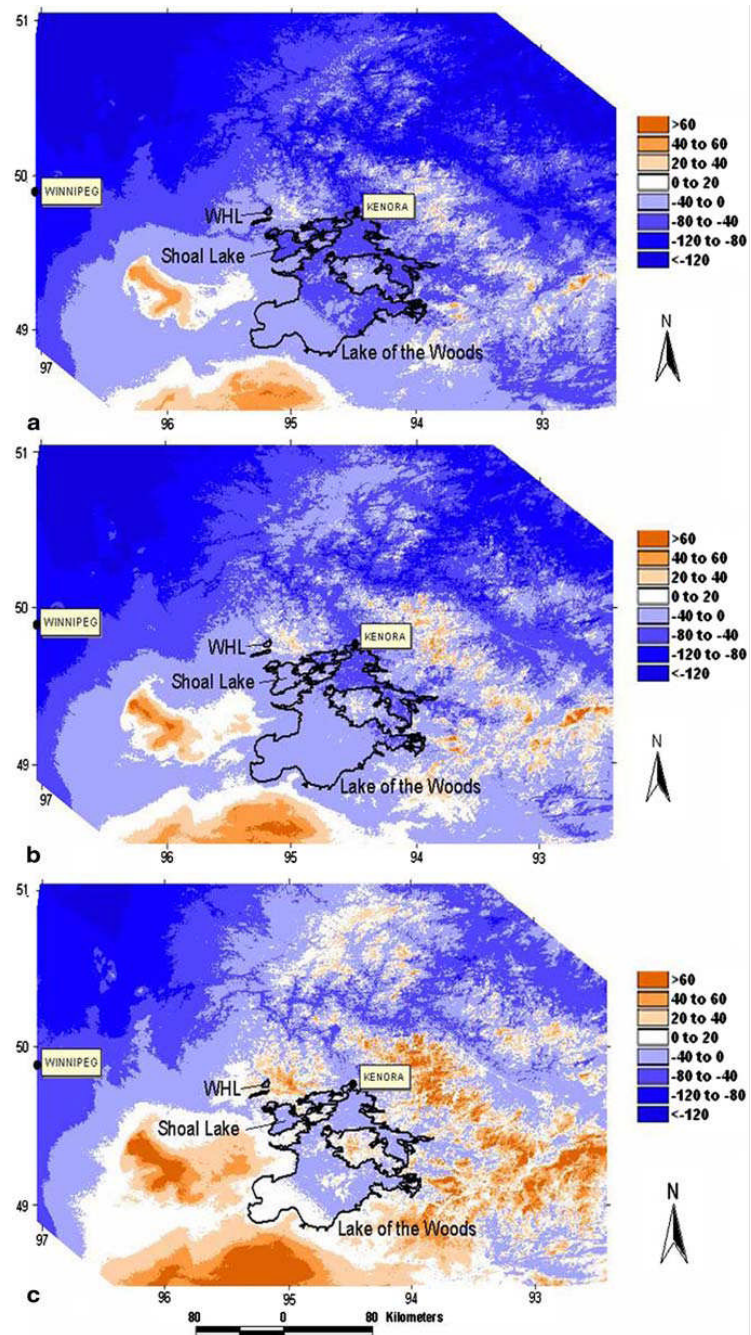 51
50
49
97
96
95
94
93
WINNIPEG
WHL
KENORA
Shoal Lake
Lake of the Woods
>60
40 to 60
20 to 40
0 to 20
-40 to 0
-80 to -40
-120 to -80
<-120
N
a
51
50
49
97
96
95
94
93
WINNIPEG
WHL
KENORA
Shoal Lake
Lake of the Woods
>60
40 to 60
20 to 40
0 to 20
-40 to 0
-80 to -40
-120 to -80
<-120
N
b
51
50
49
97
96
95
94
93
WINNIPEG
WHL
KENORA
Shoal Lake
Lake of the Woods
>60
40 to 60
20 to 40
0 to 20
-40 to 0
-80 to -40
-120 to -80
<-120
N
c
80 0 80 Kilometers